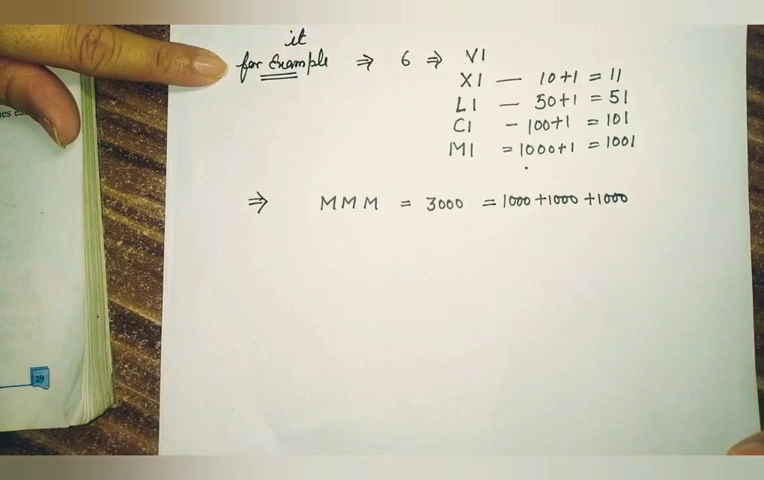 it
for Example ⇒ 6 ⇒ VI
XI — 10+1 = 11
LI — 50+1 = 51
CI - 100+1 = 101
MI = 1000+1 = 1001
⇒ MMM = 3000 = 1000+1000+1000
29